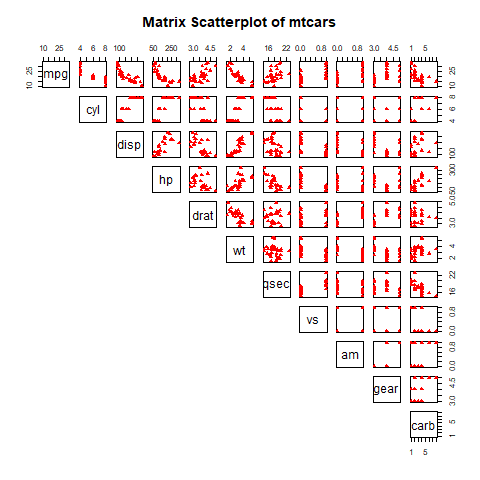 Matrix Scatterplot of mtcars
10 25 4 6 8 100 50 250 3.0 4.5 2 4 16 22 0.0 0.8 0.0 0.8 3.0 4.5 1 5
mpg 10 25
cyl 4 6 8
disp 100
hp 50 300
drat 3.0 5.0
wt 2 4
qsec 16 22
vs 0.0 0.8
am 0.0 0.8
gear 3.0 4.5
carb 1 5
1 5